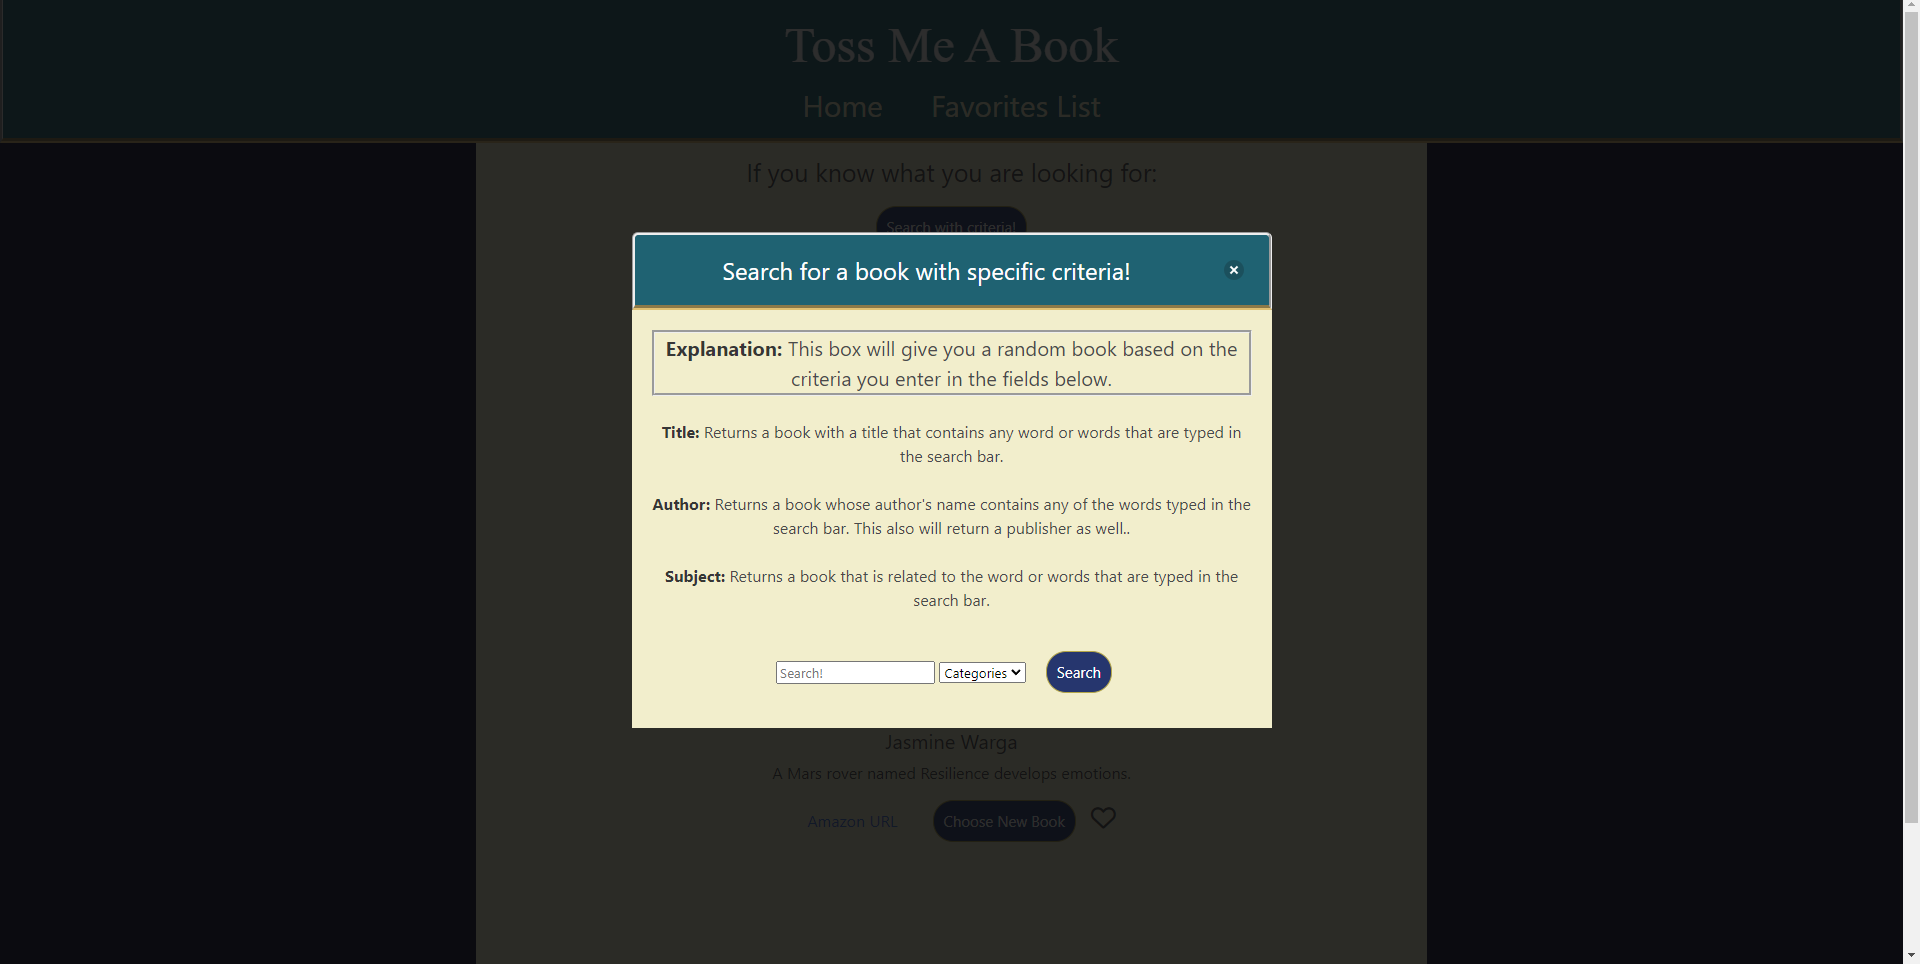 Toss Me A Book
Home Favorites List
If you know what you are looking for:
Search with criteria!
Search for a book with specific criteria!
Explanation: This box will give you a random book based on the
criteria you enter in the fields below.
Title: Returns a book with a title that contains any word or words that are typed in
the search bar.
Author: Returns a book whose author's name contains any of the words typed in the
search bar. This also will return a publisher as well..
Subject: Returns a book that is related to the word or words that are typed in the
search bar.
Search! Categories Search
Jasmine Warga
A Mars rover named Resilience develops emotions.
Amazon URL Choose New Book